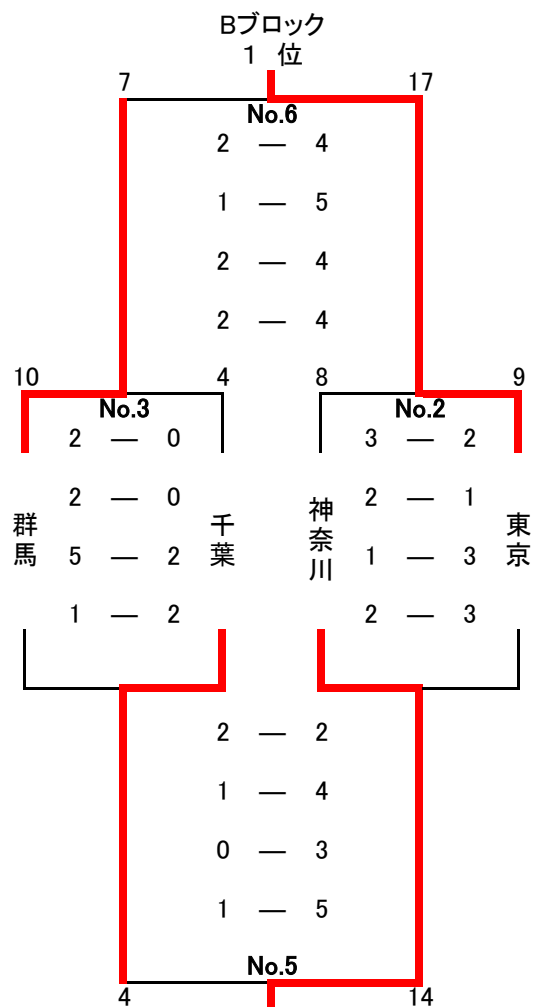 Bブロック
1 位
7 17
No.6
2 — 4
1 — 5
2 — 4
2 — 4
10 4 8 9
No.3 No.2
2 — 0 3 — 2
2 — 0 2 — 1
5 — 2 1 — 3
1 — 2 2 — 3
群馬 千葉 神奈川 東京
2 — 2
1 — 4
0 — 3
1 — 5
No.5
4 14